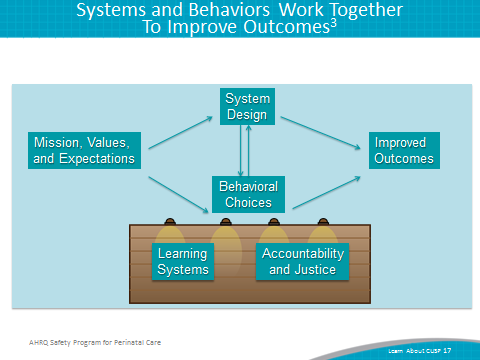 Systems and Behaviors Work Together
To Improve Outcomes3
System
Design
Mission, Values,
and Expectations
Improved
Outcomes
Behavioral
Choices
Learning
Systems
Accountability
and Justice
AHRQ Safety Program for Perinatal Care
Learn About CUSP 17